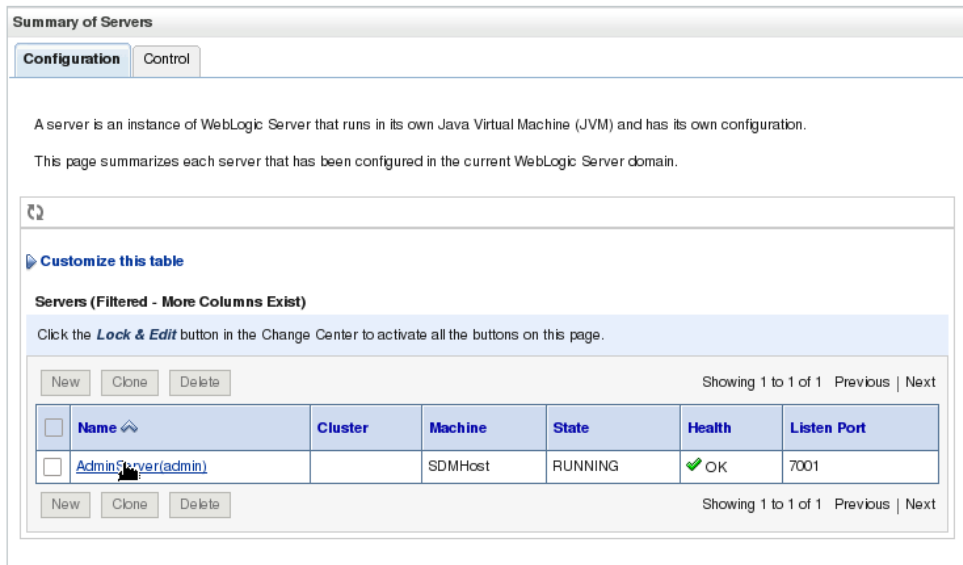 Summary of Servers
Configuration Control
A server is an instance of WebLogic Server that runs in its own Java Virtual Machine (JVM) and has its own configuration.
This page summarizes each server that has been configured in the current WebLogic Server domain.
Customize this table
Servers (Filtered - More Columns Exist)
Click the Lock & Edit button in the Change Center to activate all the buttons on this page.
New Clone Delete Showing 1 to 1 of 1 Previous | Next
Name Cluster Machine State Health Listen Port
AdminServer(admin) SDMHost RUNNING OK 7001
New Clone Delete Showing 1 to 1 of 1 Previous | Next